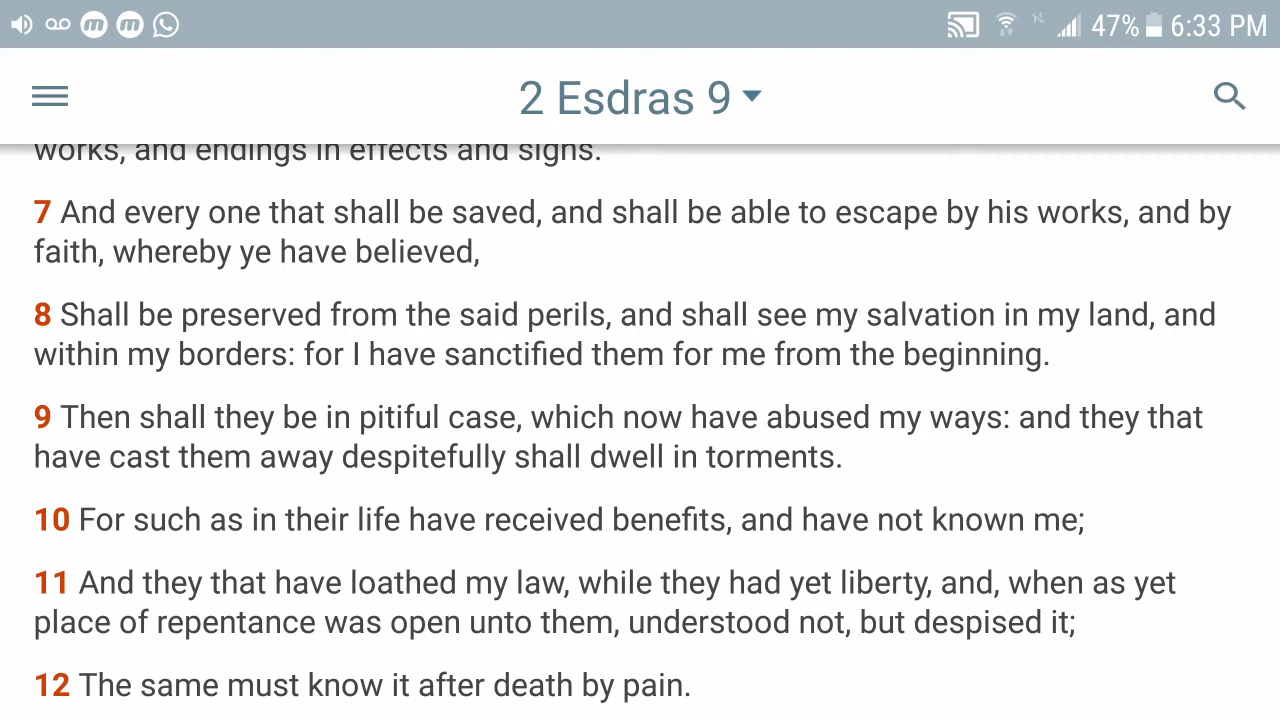 47% 6:33 PM
2 Esdras 9
works, and endings in effects and signs.
7 And every one that shall be saved, and shall be able to escape by his works, and by
faith, whereby ye have believed,
8 Shall be preserved from the said perils, and shall see my salvation in my land, and
within my borders: for I have sanctified them for me from the beginning.
9 Then shall they be in pitiful case, which now have abused my ways: and they that
have cast them away despitefully shall dwell in torments.
10 For such as in their life have received benefits, and have not known me;
11 And they that have loathed my law, while they had yet liberty, and, when as yet
place of repentance was open unto them, understood not, but despised it;
12 The same must know it after death by pain.